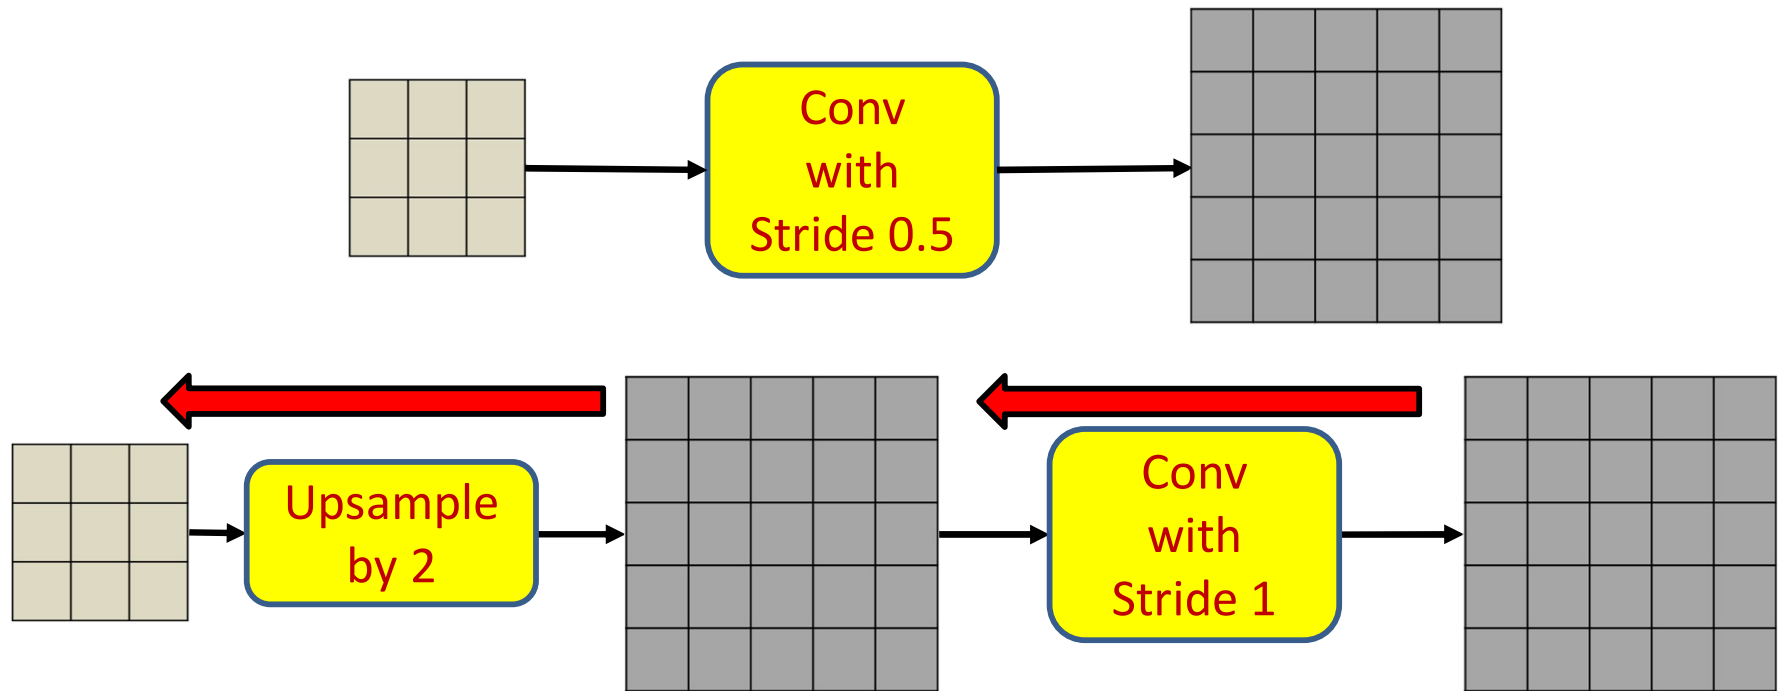 Conv
with
Stride 0.5
Upsample
by 2
Conv
with
Stride 1